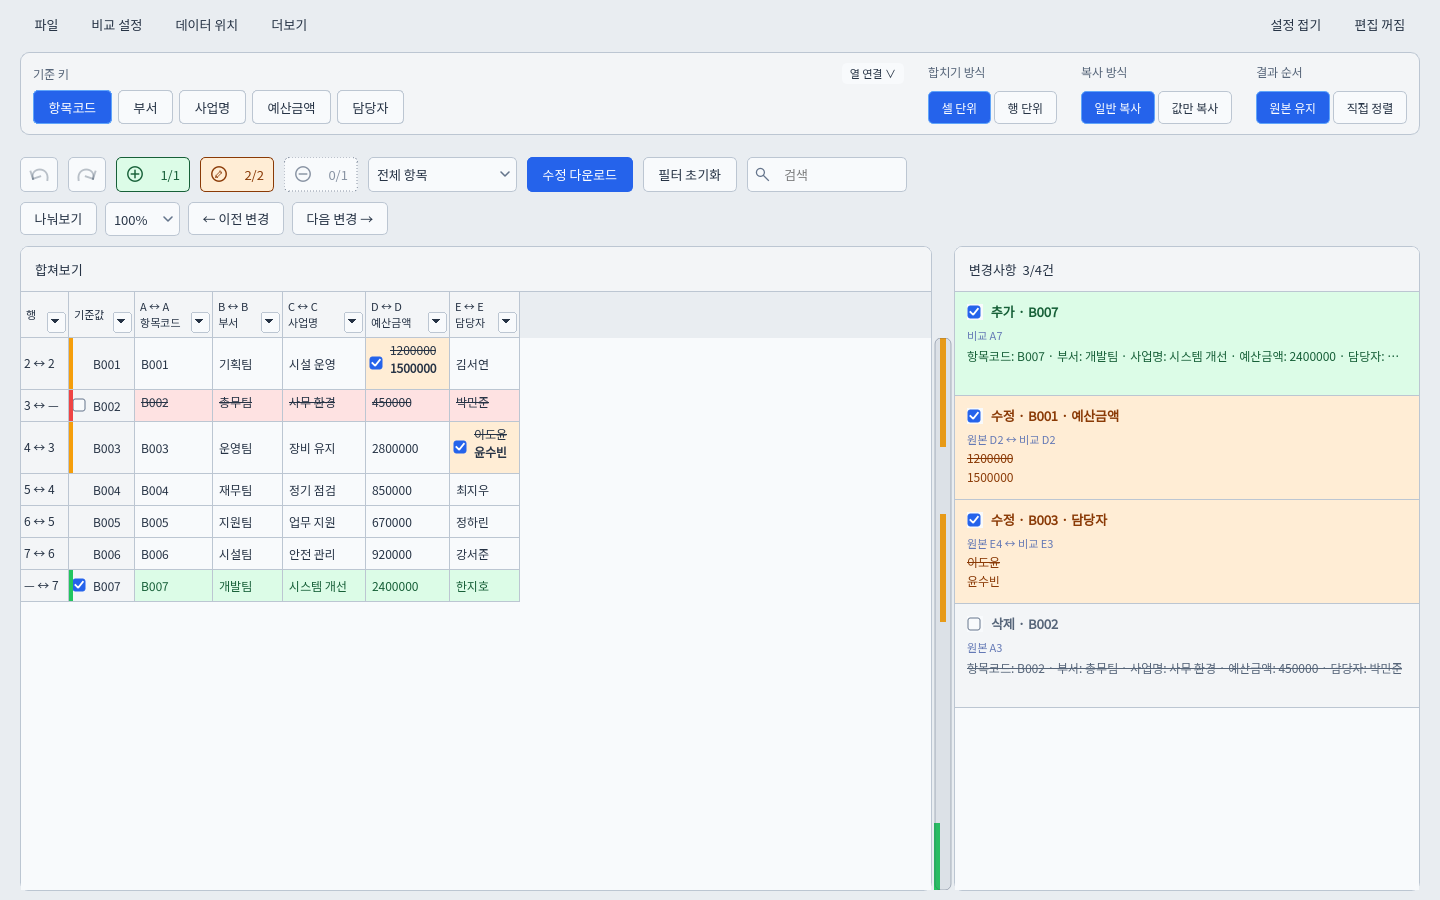 파일 비교 설정 데이터 위치 더보기 설정 접기 편집 꺼짐
기준 키 열 연결 ∨ 합치기 방식 복사 방식 결과 순서
항목코드 부서 사업명 예산금액 담당자 셀 단위 행 단위 일반 복사 값만 복사 원본 유지 직접 정렬
1/1 2/2 0/1 전체 항목 수정 다운로드 필터 초기화 검색
나눠보기 100% ← 이전 변경 다음 변경 →
합쳐보기
행 기준값 A ↔ A B ↔ B C ↔ C D ↔ D E ↔ E
항목코드 부서 사업명 예산금액 담당자
2 ↔ 2 B001 B001 기획팀 시설 운영 1200000 1500000 김서연
3 ↔ — B002 B002 총무팀 사무 환경 450000 박민준
4 ↔ 3 B003 B003 운영팀 장비 유지 2800000 이도윤 윤수빈
5 ↔ 4 B004 B004 재무팀 정기 점검 850000 최지우
6 ↔ 5 B005 B005 지원팀 업무 지원 670000 정하린
7 ↔ 6 B006 B006 시설팀 안전 관리 920000 강서준
— ↔ 7 B007 B007 개발팀 시스템 개선 2400000 한지호
변경사항 3/4건
추가 · B007
비교 A7
항목코드: B007 · 부서: 개발팀 · 사업명: 시스템 개선 · 예산금액: 2400000 · 담당자: …
수정 · B001 · 예산금액
원본 D2 ↔ 비교 D2
1200000
1500000
수정 · B003 · 담당자
원본 E4 ↔ 비교 E3
이도윤
윤수빈
삭제 · B002
원본 A3
항목코드: B002 · 부서: 총무팀 · 사업명: 사무 환경 · 예산금액: 450000 · 담당자: 박민준